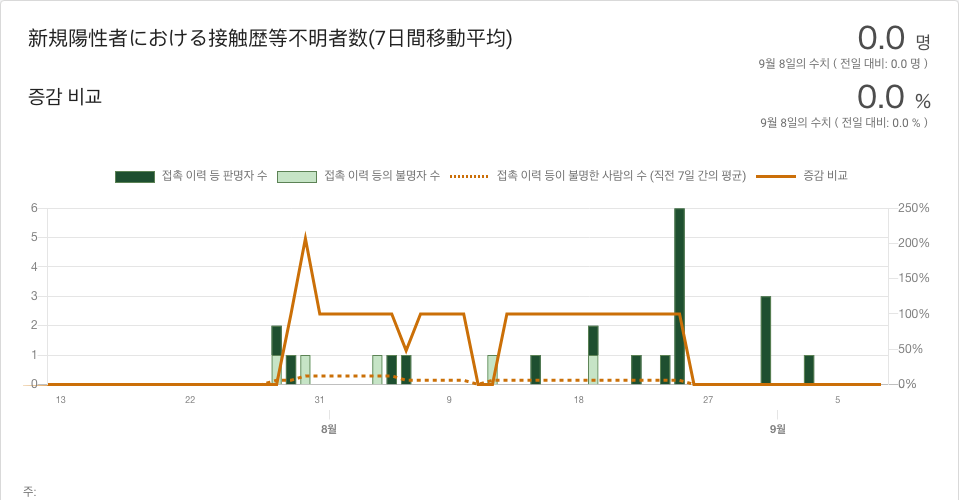 新規陽性者における接触歴等不明者数(7日間移動平均)
0.0 명
9월 8일의 수치 ( 전일 대비: 0.0 명 )
증감 비교
0.0 %
9월 8일의 수치 ( 전일 대비: 0.0 % )
접촉 이력 등 판명자 수 접촉 이력 등의 불명자 수 접촉 이력 등이 불명한 사람의 수 (직전 7일 간의 평균) 증감 비교
6 250%
5 200%
4 150%
3 100%
2 50%
1 0%
0
13 22 31 9 18 27 5
8월 9월
주: